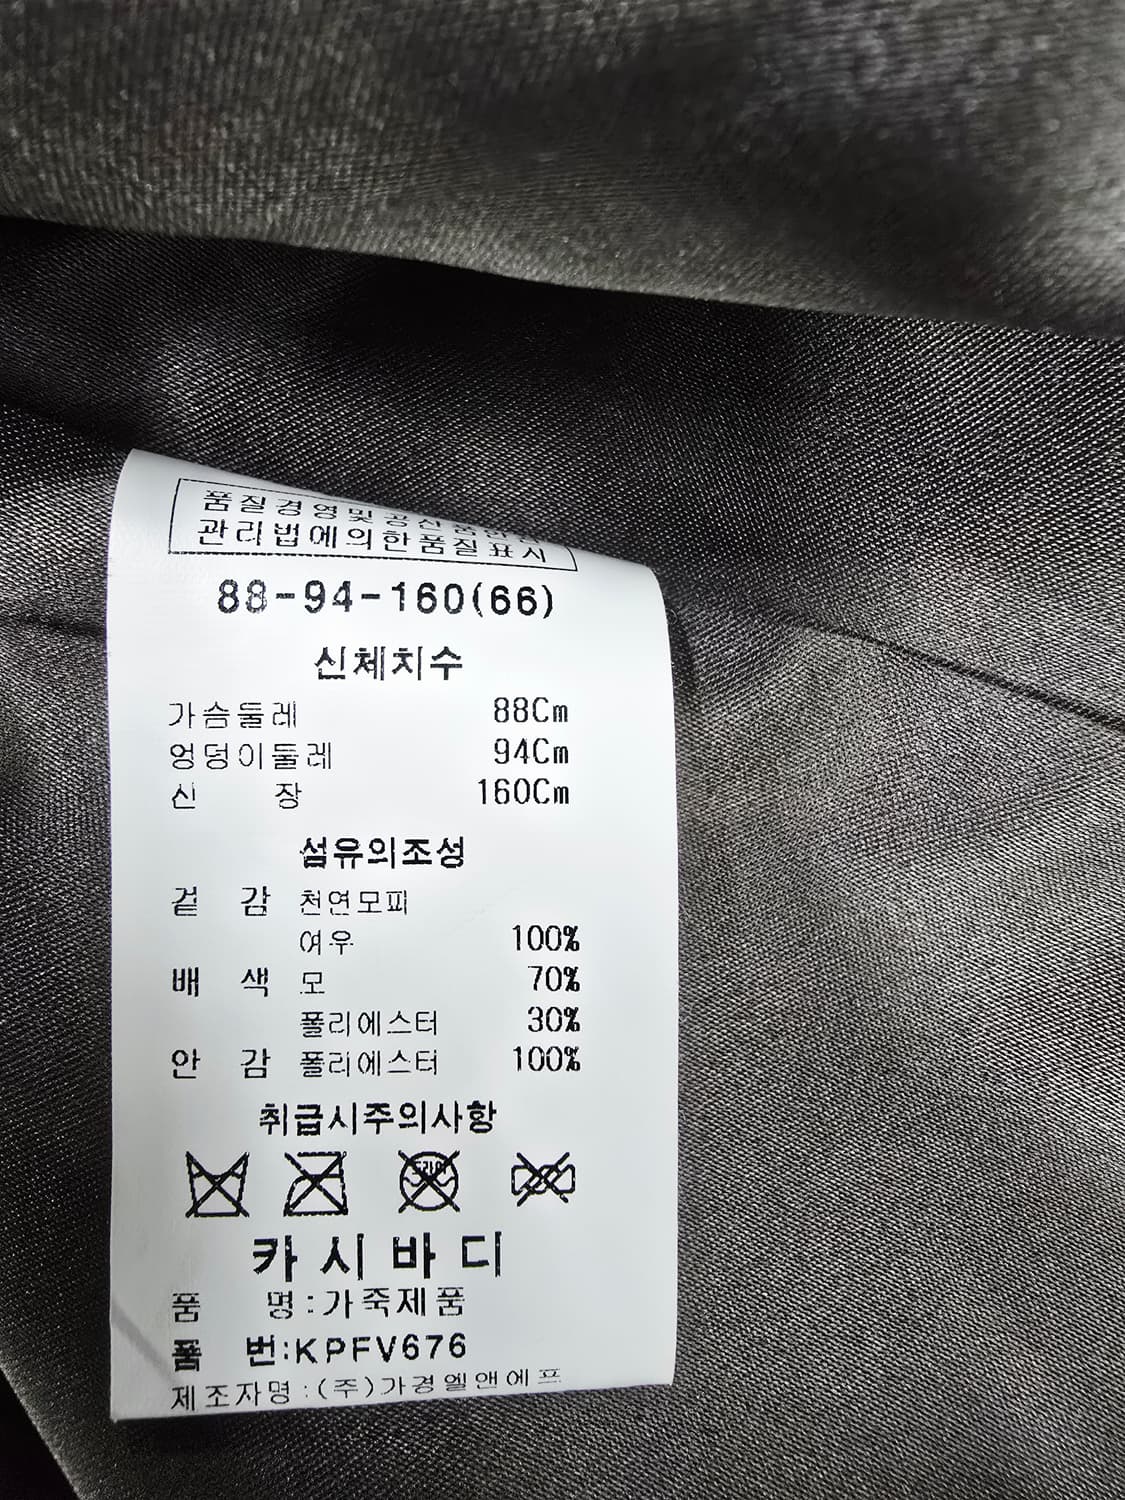 품질경영및공산품안전
관리법에의한품질표시
88-94-160(66)
신체치수
가슴둘레 88Cm
엉덩이둘레 94Cm
신 장 160Cm
섬유의조성
겉 감 천연모피
여우 100%
배 색 모 70%
폴리에스터 30%
안 감 폴리에스터 100%
취급시주의사항
드라이
카시바디
품 명:가죽제품
품 번:KPFV676
제조자명:(주)가경엘앤에프